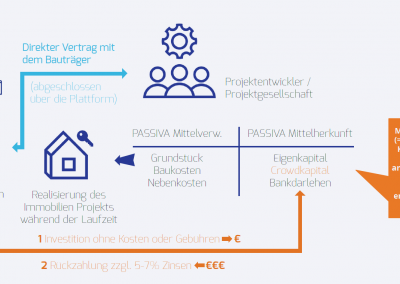 Direkter Vertrag mit
dem Bauträger
(abgeschlossen
über die Plattform)
Projektentwickler /
Projektgesellschaft
PASSIVA Mittelverw.
PASSIVA Mittelherkunft
Grundstück
Baukosten
Nebenkosten
Eigenkapital
Crowdkapital
Bankdarlehen
Realisierung des
Immobilien Projekts
während der Laufzeit
1 Investition ohne Kosten oder Gebühren €
2 Rückzahlung zzgl. 5-7% Zinsen €€€